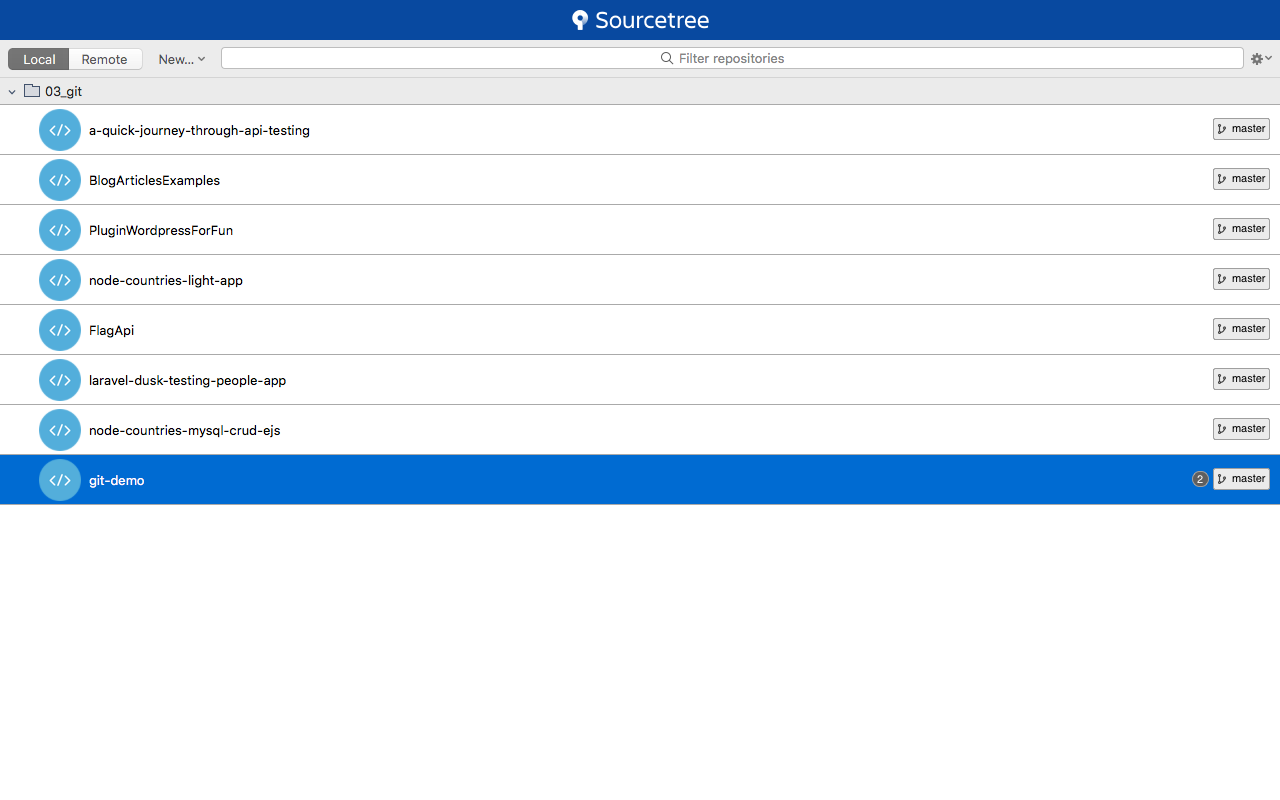 Sourcetree
Local Remote New... Filter repositories
03_git
</> a-quick-journey-through-api-testing master
</> BlogArticlesExamples master
</> PluginWordpressForFun master
</> node-countries-light-app master
</> FlagApi master
</> laravel-dusk-testing-people-app master
</> node-countries-mysql-crud-ejs master
</> git-demo 2 master